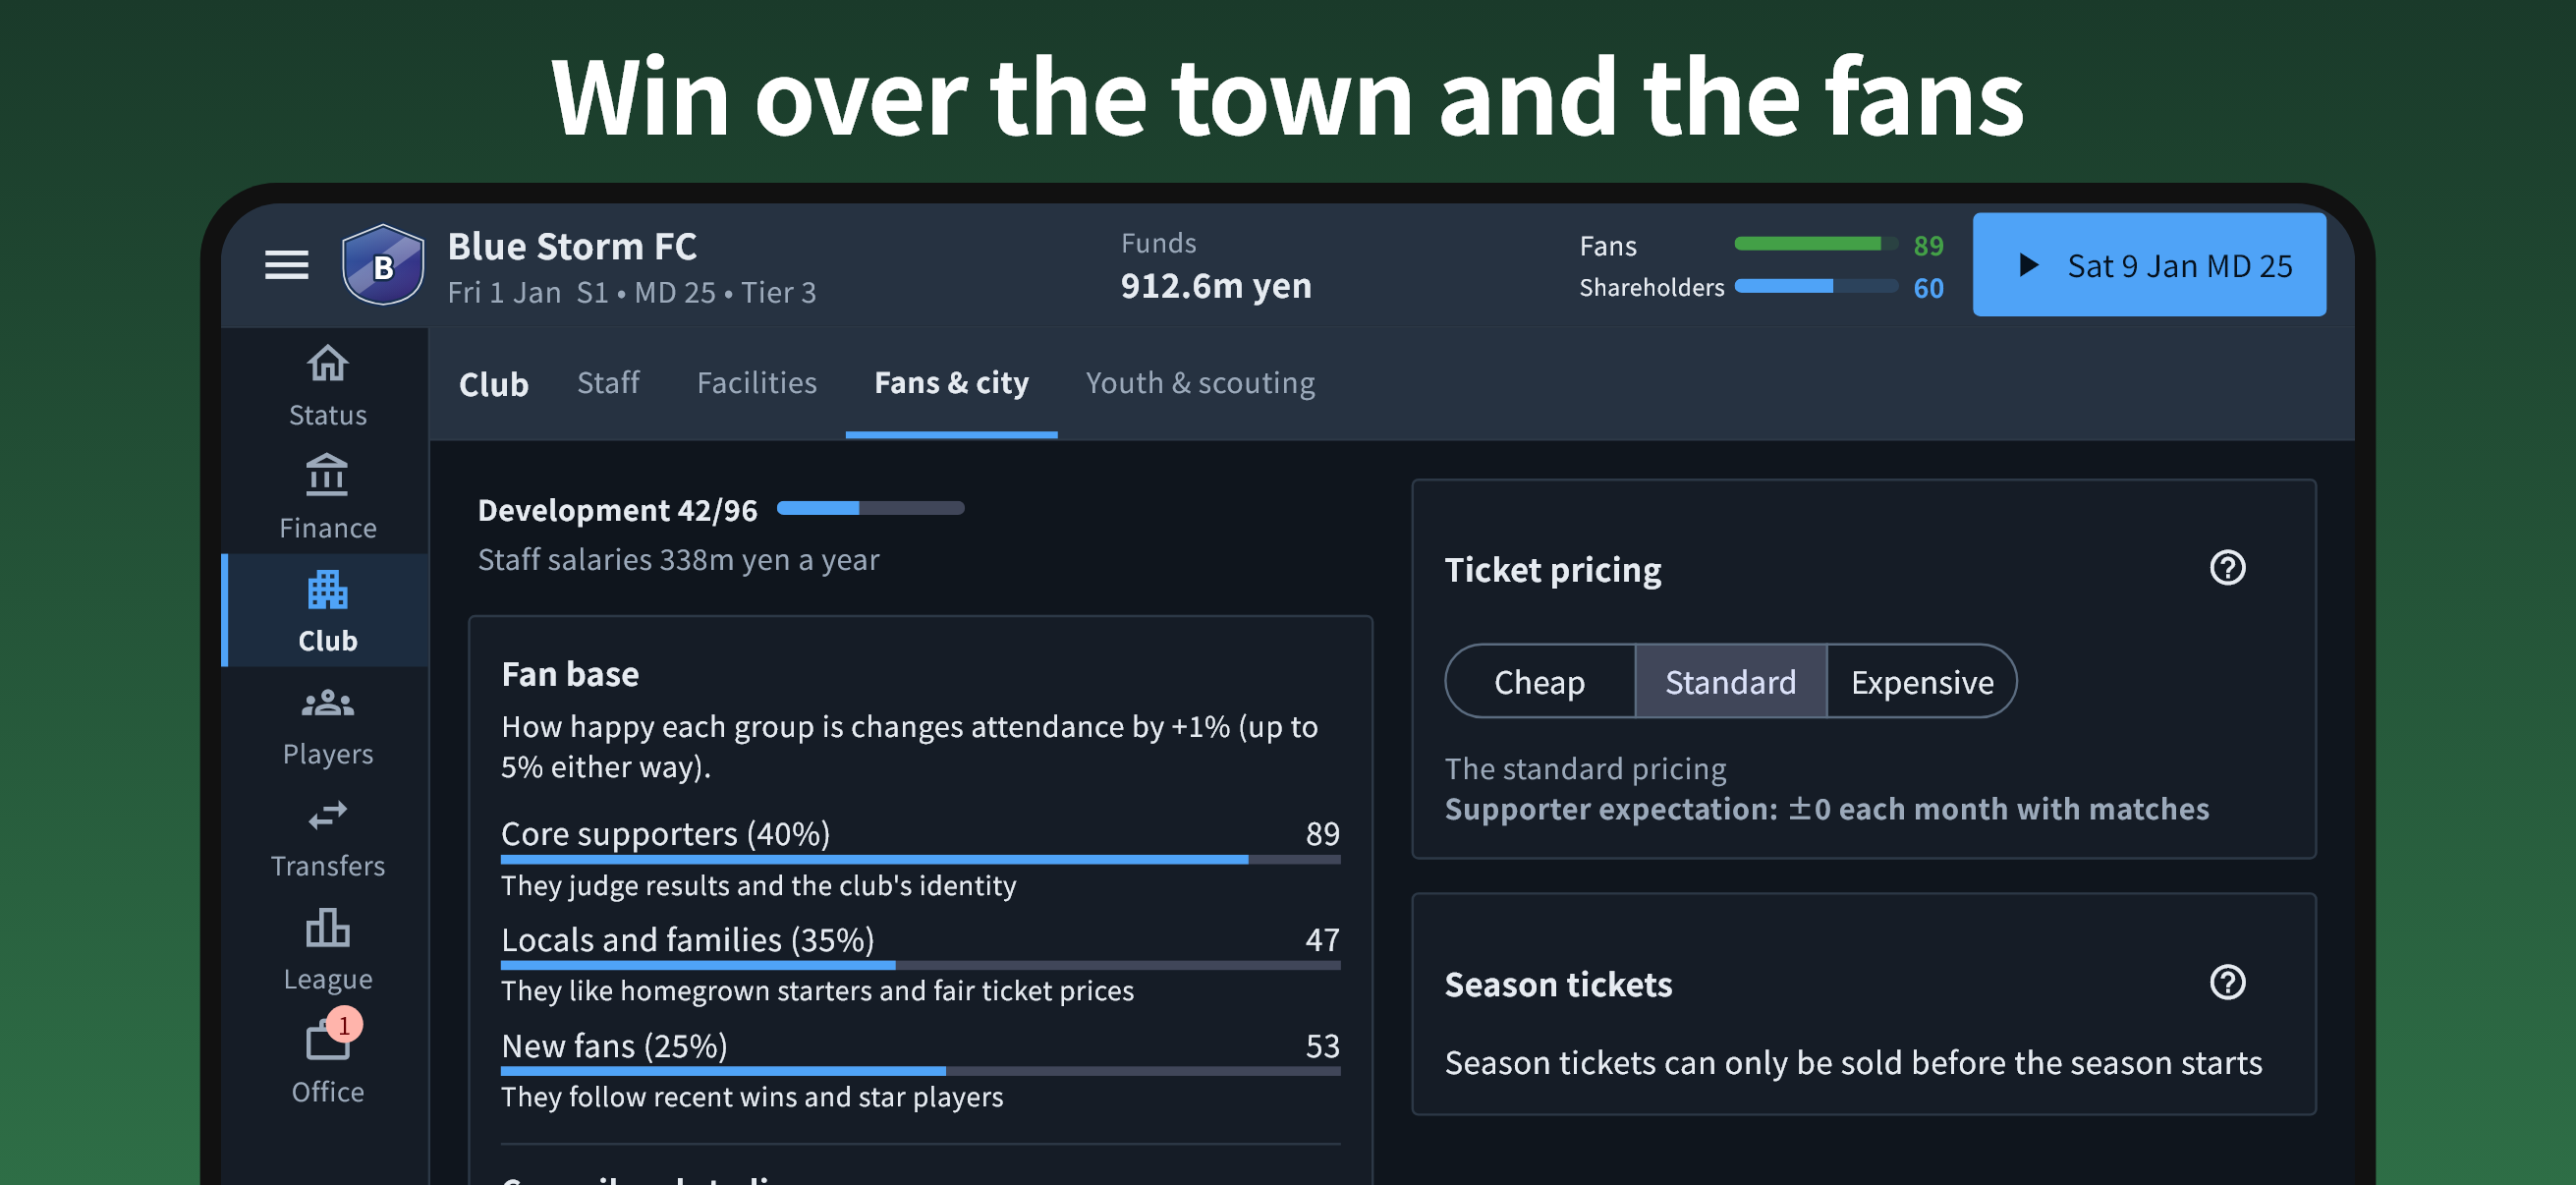 Win over the town and the fans
B
Blue Storm FC
Fri 1 Jan S1 • MD 25 • Tier 3
Funds
912.6m yen
Fans 89
Shareholders 60
Sat 9 Jan MD 25
Status
Finance
Club
Players
Transfers
League
1
Office
Club Staff Facilities Fans & city Youth & scouting
Development 42/96
Staff salaries 338m yen a year
Fan base
How happy each group is changes attendance by +1% (up to
5% either way).
Core supporters (40%) 89
They judge results and the club's identity
Locals and families (35%) 47
They like homegrown starters and fair ticket prices
New fans (25%) 53
They follow recent wins and star players
Ticket pricing
Cheap Standard Expensive
The standard pricing
Supporter expectation: ±0 each month with matches
Season tickets
Season tickets can only be sold before the season starts